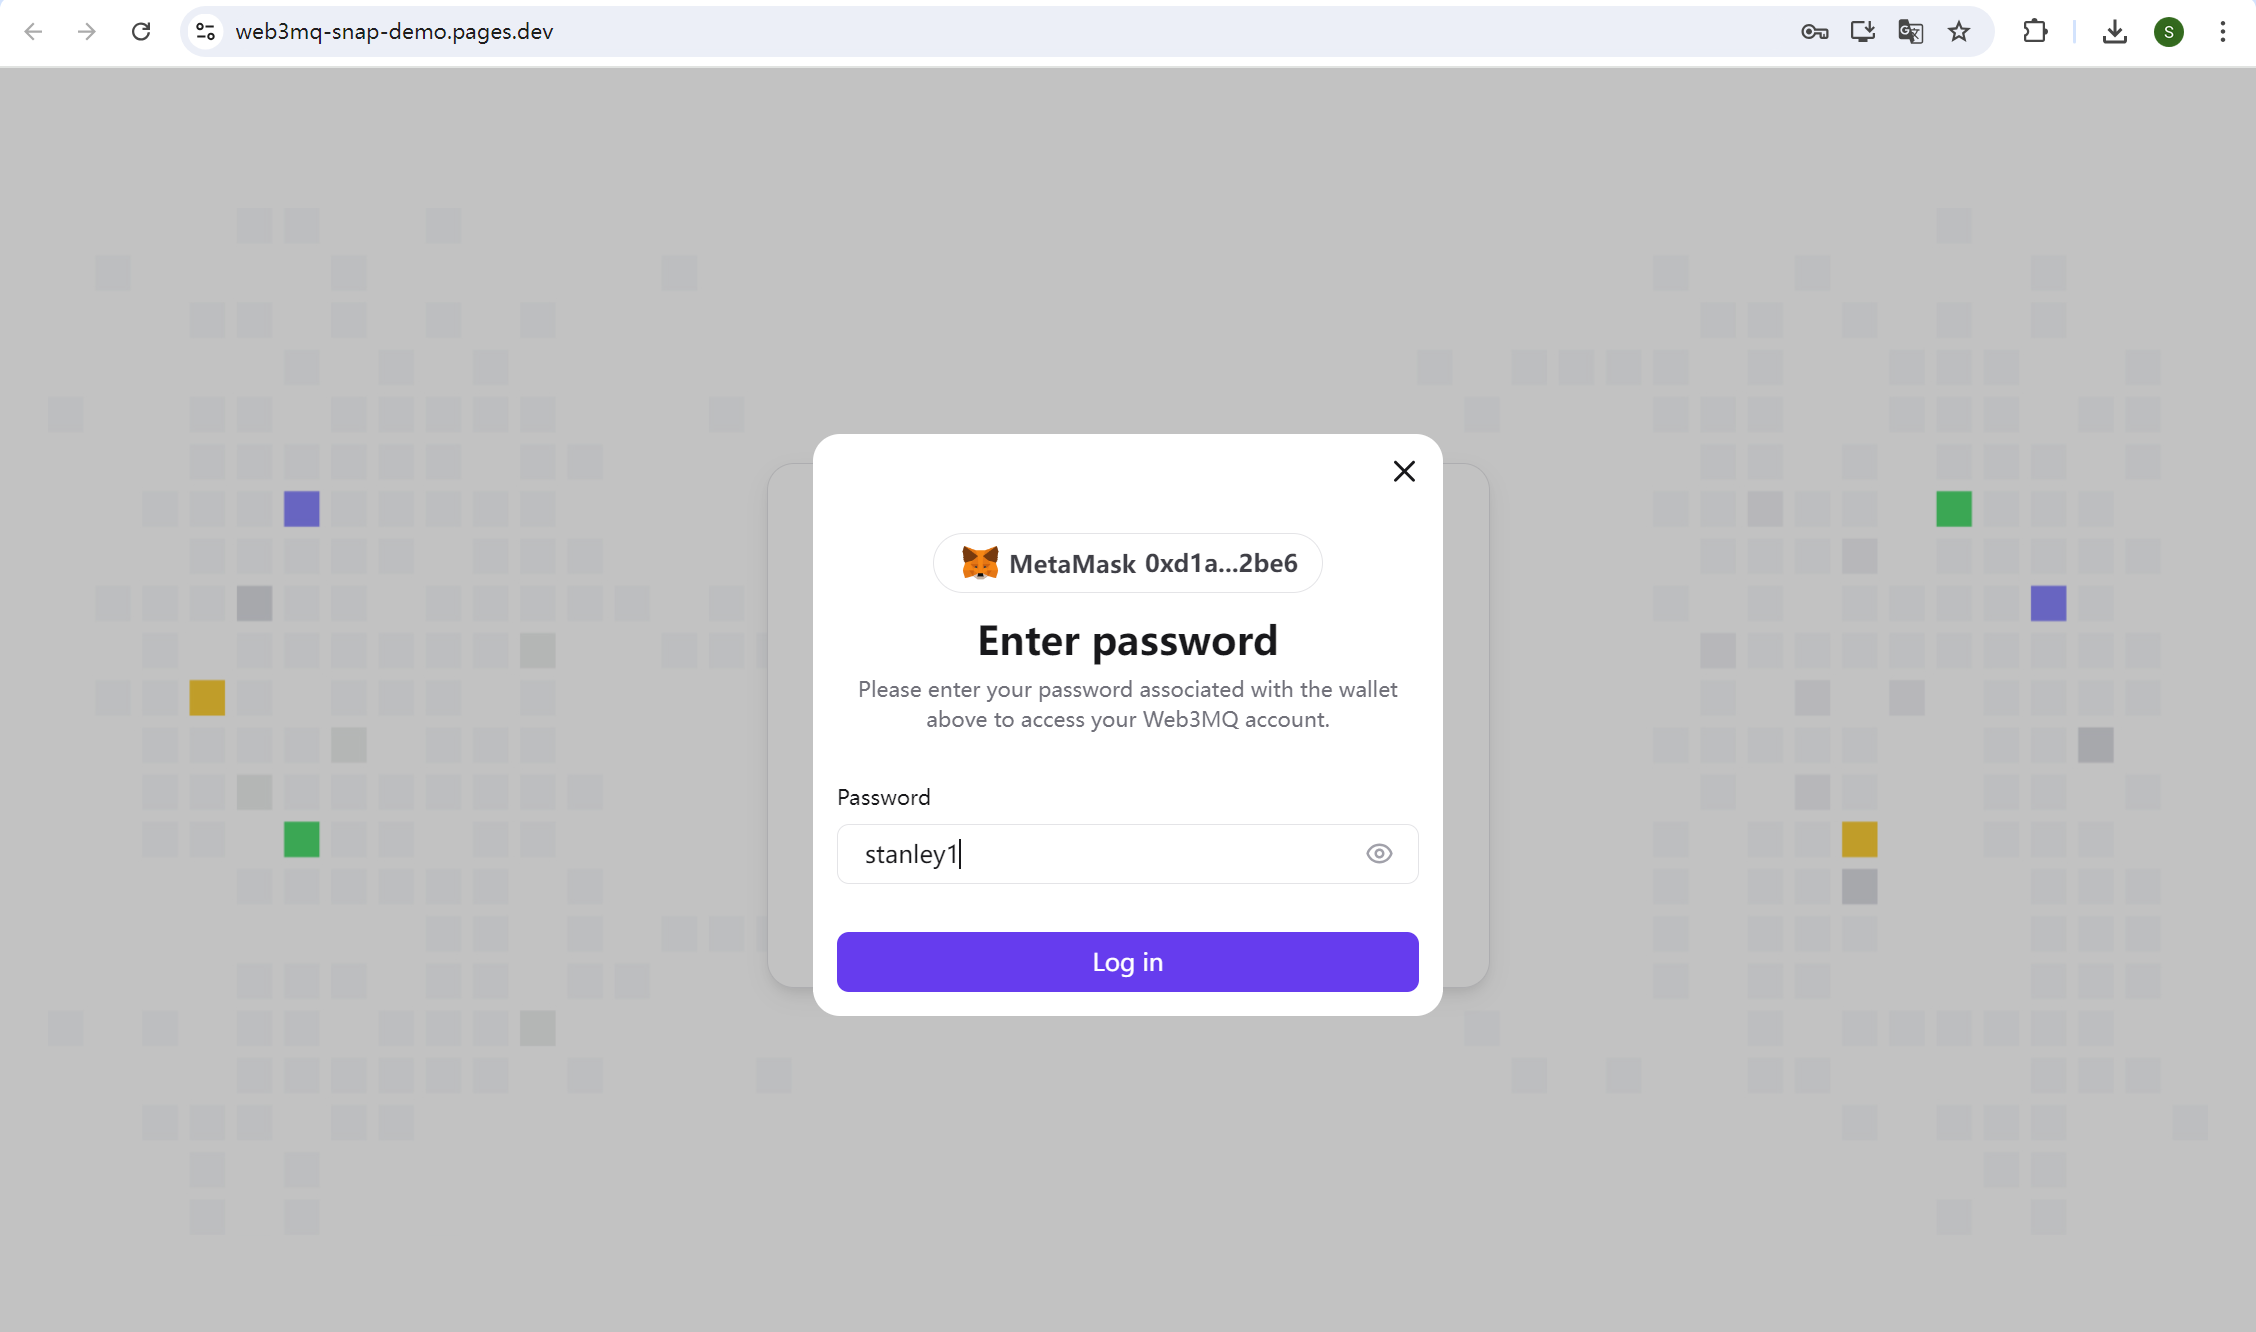 web3mq-snap-demo.pages.dev
S
MetaMask 0xd1a...2be6
Enter password
Please enter your password associated with the wallet
above to access your Web3MQ account.
Password
stanley1
Log in